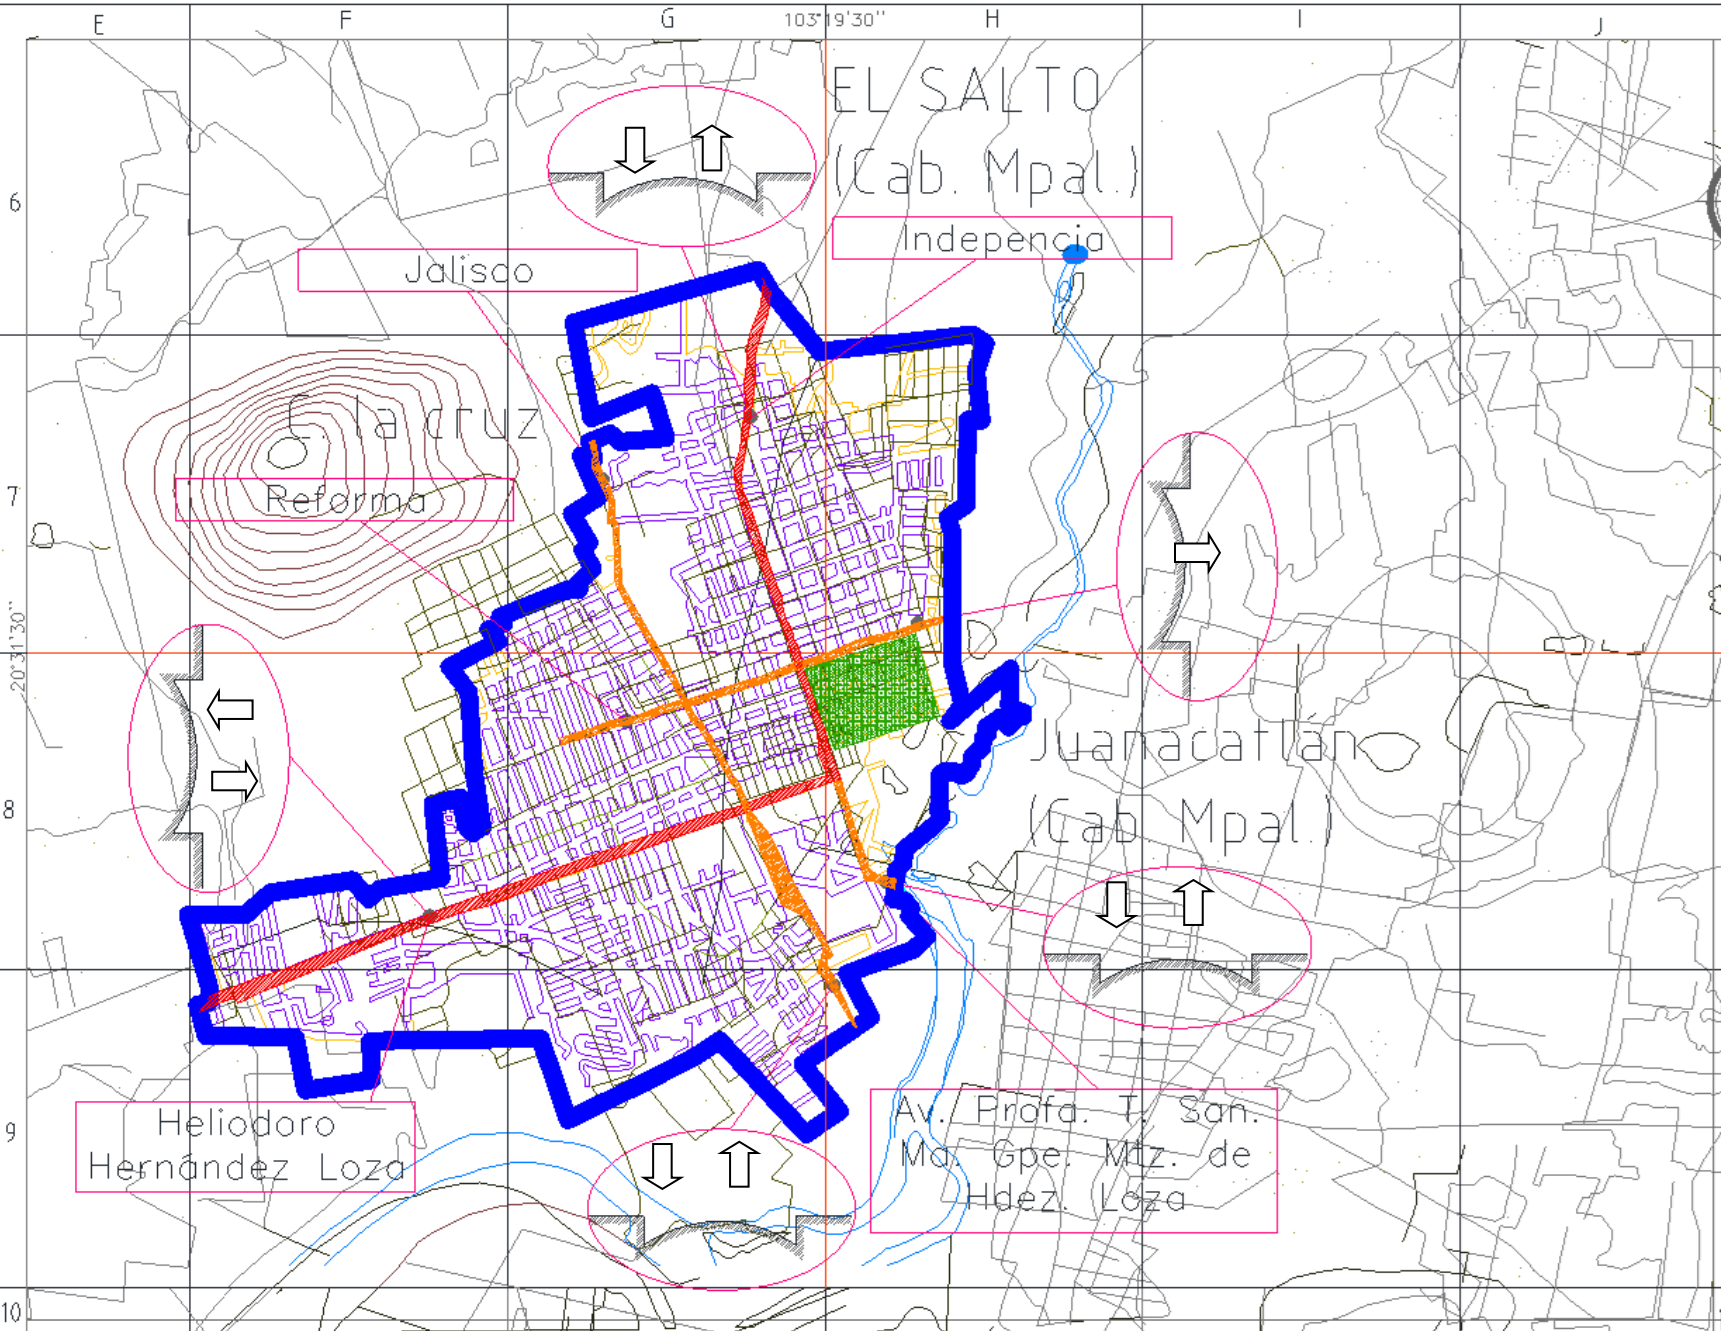 E F G 103°19'30'' H I J
EL SALTO
(Cab. Mpal.)
6
Indepencia
Jalisco
C. la cruz
7
Reforma
20°31'30''
Juanacatlán
(Cab. Mpal.)
8
Heliodoro
Hernández Loza
9
Av. Profa. T. San.
Ma. Gpe. Mtz. de
Hdez. Loza
10